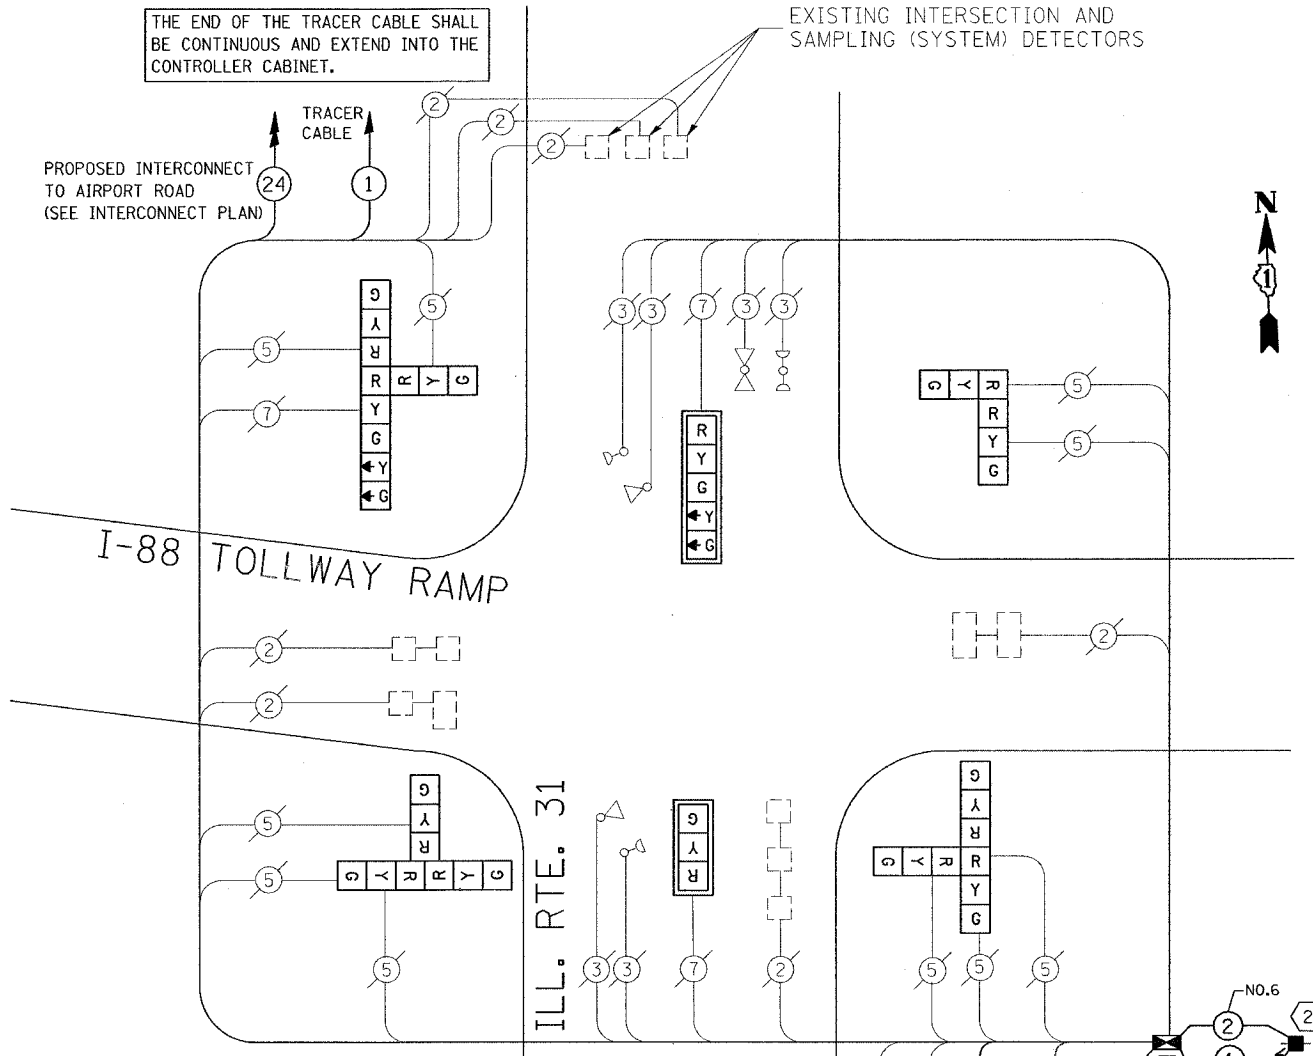 THE END OF THE TRACER CABLE SHALL
BE CONTINUOUS AND EXTEND INTO THE
CONTROLLER CABINET.
EXISTING INTERSECTION AND
SAMPLING (SYSTEM) DETECTORS
2
2
2
TRACER
CABLE
PROPOSED INTERCONNECT
TO AIRPORT ROAD
(SEE INTERCONNECT PLAN)
24
1
N
1
5
3
3
7
3
3
5
7
G
Y
R
R
Y
G
Y
G
R Y G
R
Y
G
Y
G
G Y R
R
Y
G
5
5
I-88 TOLLWAY RAMP
2
2
2
5
5
G
Y
R
G Y R R Y G
ILL. RTE. 31
G
Y
R
G
Y
R
R
Y
G
G Y R
5
3
3
7
2
5
5
5
NO.6
2
2